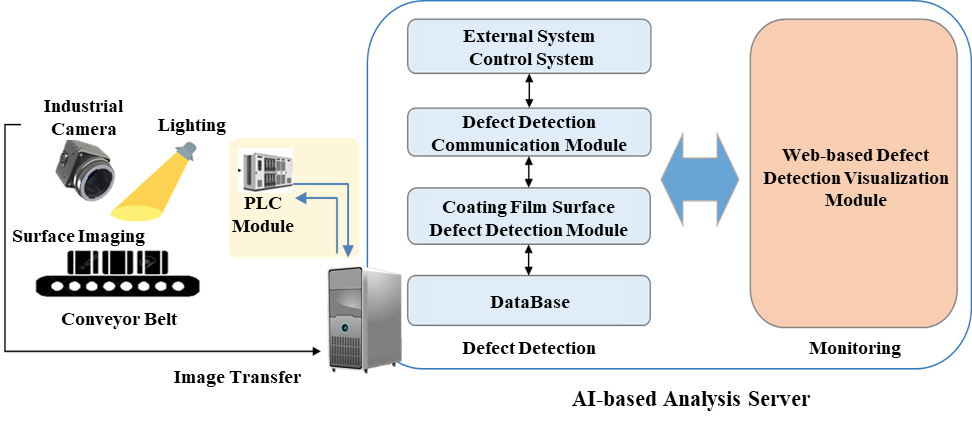 Industrial
Camera
Lighting
Surface Imaging
Conveyor Belt
PLC
Module
Image Transfer
External System
Control System
Defect Detection
Communication Module
Coating Film Surface
Defect Detection Module
DataBase
Defect Detection
Web-based Defect
Detection Visualization
Module
Monitoring
AI-based Analysis Server